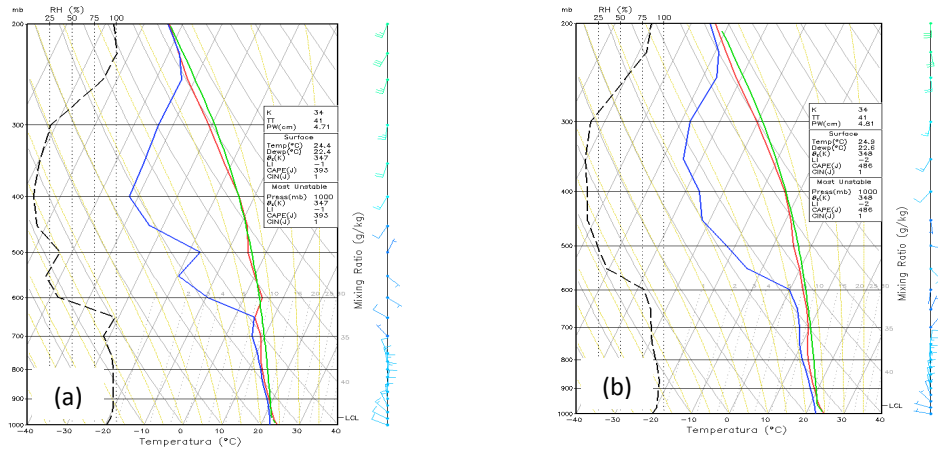 mb RH (%)
25 50 75 100
200
300
400
500
600
700
800
900
1000
K 34
TT 41
PW(cm) 4.71
Surface
Temp(°C) 24.4
Dewp(°C) 22.4
θE(K) 347
LI −1
CAPE(J) 393
CIN(J) 1
Most Unstable
Press(mb) 1000
θE(K) 347
LI −1
CAPE(J) 393
CIN(J) 1
Mixing Ratio (g/kg)
35
40
LCL
(a)
−40 −30 −20 −10 0 10 20 30 40
Temperatura (°C)
mb RH (%)
25 50 75 100
200
300
400
500
600
700
800
900
1000
K 34
TT 41
PW(cm) 4.81
Surface
Temp(°C) 24.9
Dewp(°C) 22.6
θE(K) 348
LI −2
CAPE(J) 486
CIN(J) 1
Most Unstable
Press(mb) 1000
θE(K) 348
LI −2
CAPE(J) 486
CIN(J) 1
Mixing Ratio (g/kg)
35
40
LCL
(b)
−40 −30 −20 −10 0 10 20 30 40
Temperatura (°C)